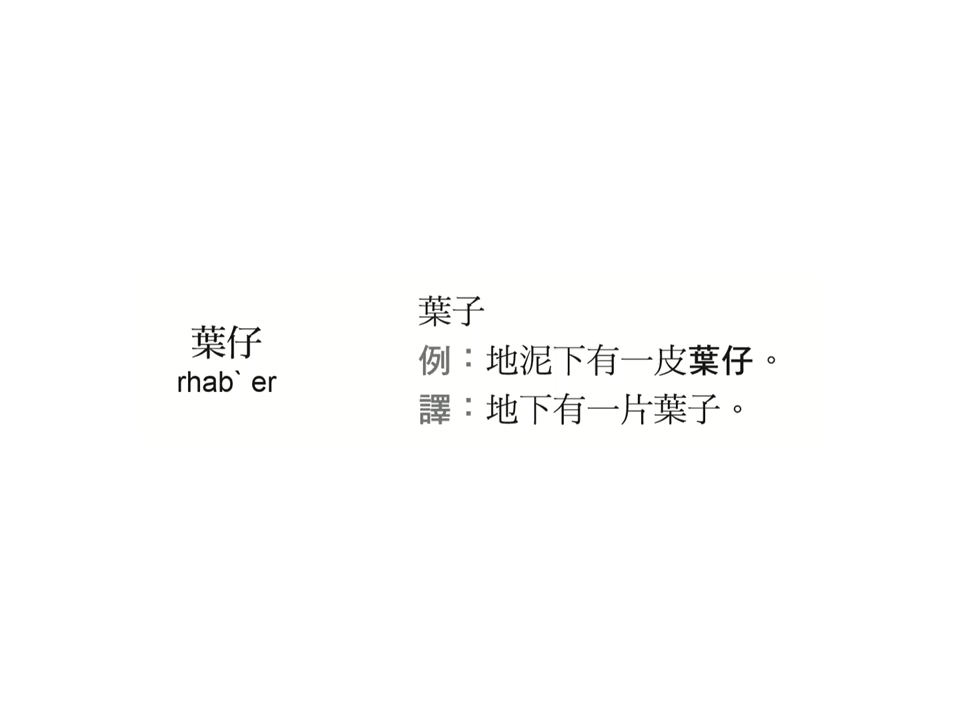 葉仔
rhab` er
葉子
例：地泥下有一皮葉仔。
譯：地下有一片葉子。